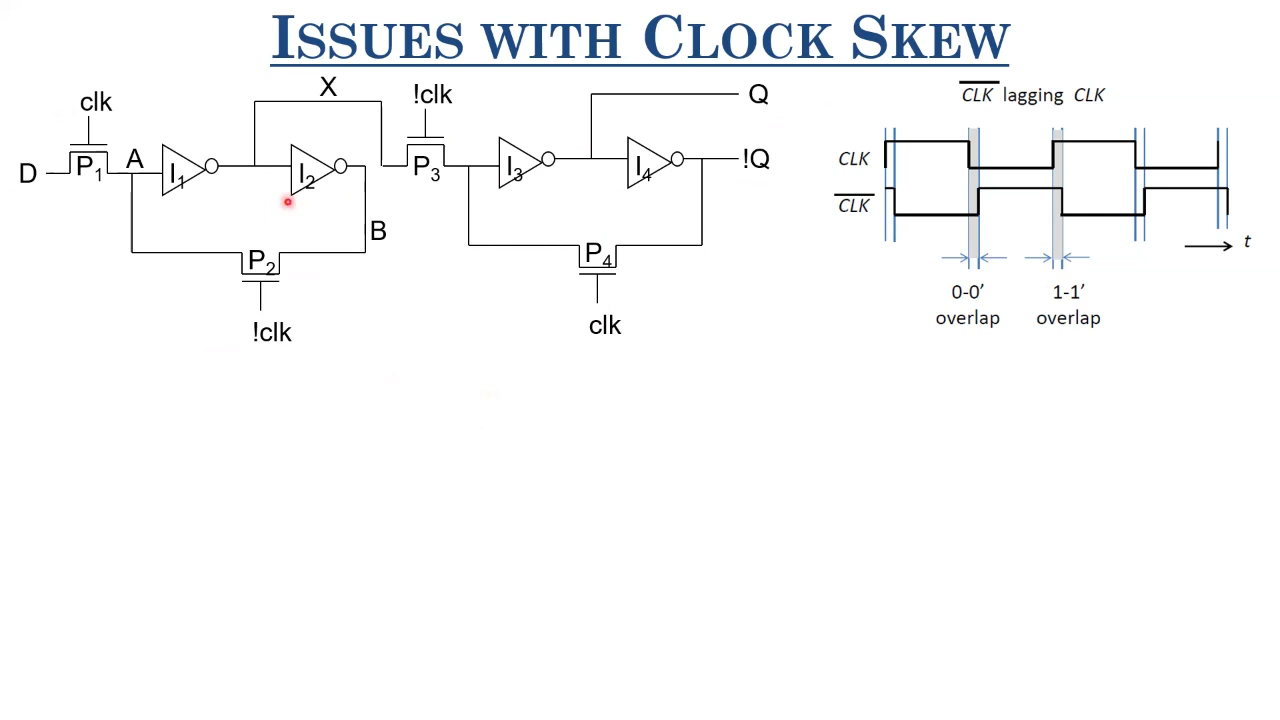 ISSUES WITH CLOCK SKEW
X
clk
!clk
Q
D
P1
A
I1
I2
P3
I3
I4
!Q
B
P2
P4
!clk
clk
CLK lagging CLK
CLK
CLK
t
0-0’
1-1’
overlap
overlap